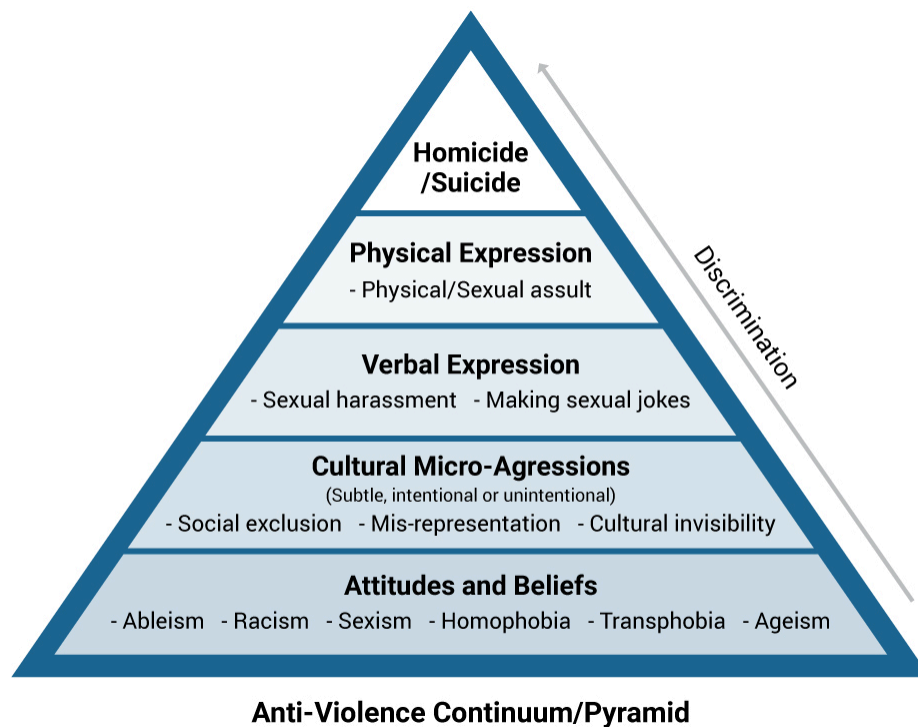 Homicide
/Suicide
Physical Expression
- Physical/Sexual assult
Discrimination
Verbal Expression
- Sexual harassment - Making sexual jokes
Cultural Micro-Agressions
(Subtle, intentional or unintentional)
- Social exclusion - Mis-representation - Cultural invisibility
Attitudes and Beliefs
- Ableism - Racism - Sexism - Homophobia - Transphobia - Ageism
Anti-Violence Continuum/Pyramid